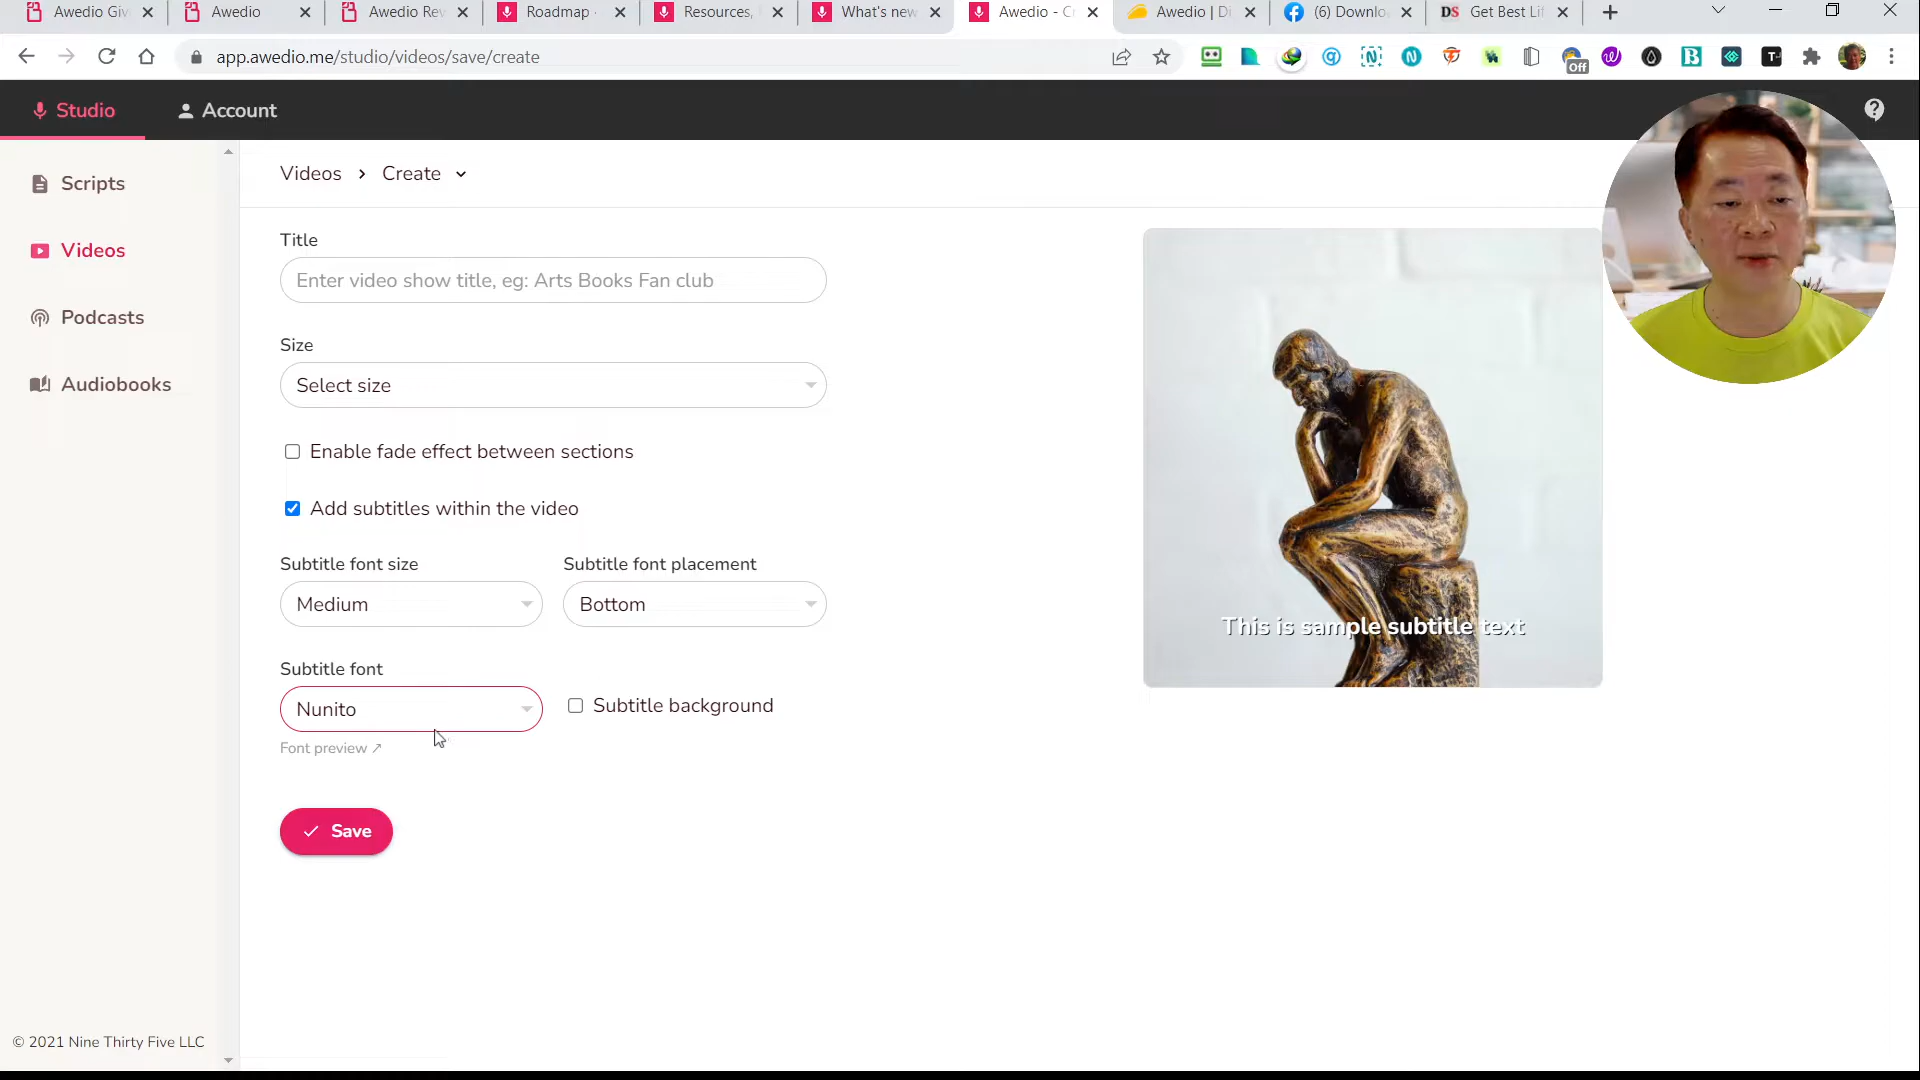 Awedio Giv
Awedio
Awedio Rev
Roadmap -
Resources,
What's new
Awedio - C
Awedio | Di
(6) Downlo
DS Get Best Lif
app.awedio.me/studio/videos/save/create
Off
Studio
Account
Scripts
Videos
Podcasts
Audiobooks
Videos > Create
Title
Enter video show title, eg: Arts Books Fan club
Size
Select size
Enable fade effect between sections
Add subtitles within the video
Subtitle font size
Subtitle font placement
Medium
Bottom
Subtitle font
Nunito
Subtitle background
Font preview ↗
Save
This is sample subtitle text
© 2021 Nine Thirty Five LLC